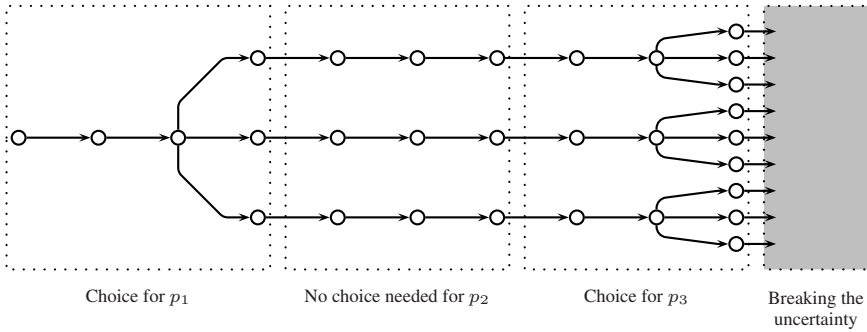 Choice for p₁
No choice needed for p₂
Choice for p₃
Breaking the
uncertainty